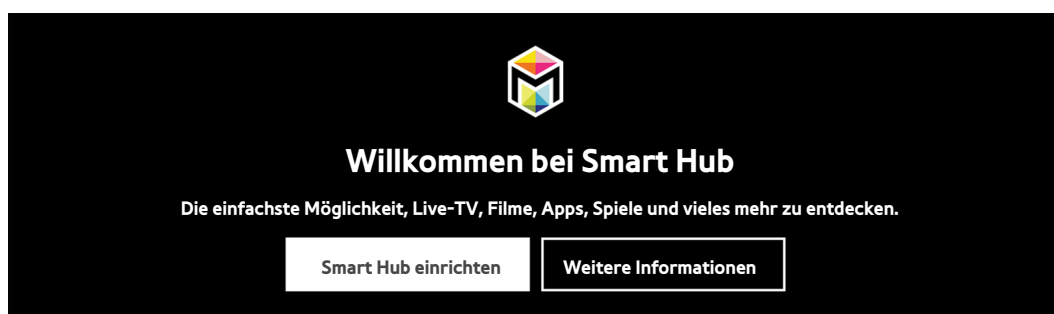 Willkommen bei Smart Hub
Die einfachste Möglichkeit, Live-TV, Filme, Apps, Spiele und vieles mehr zu entdecken.
Smart Hub einrichten
Weitere Informationen